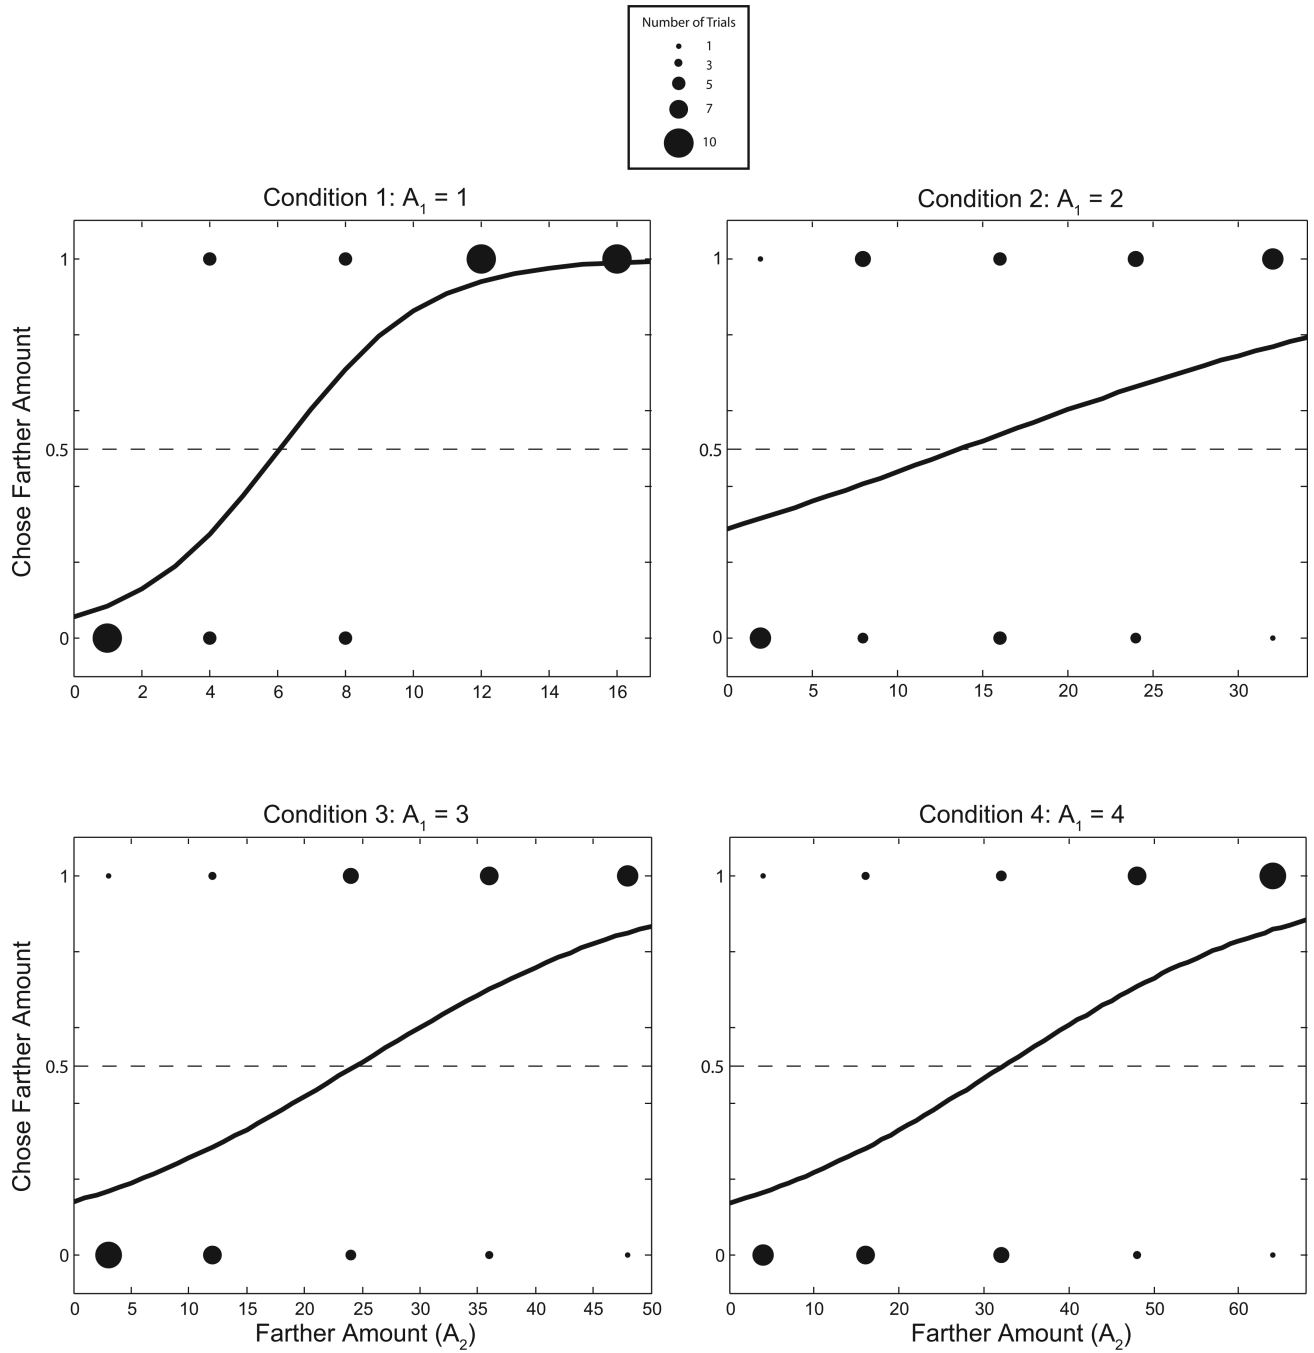 Number of Trials
1
3
5
7
10
Condition 1: A₁ = 1
Chose Farther Amount
1
0.5
0
0 2 4 6 8 10 12 14 16
Condition 2: A₁ = 2
1
0.5
0
0 5 10 15 20 25 30
Condition 3: A₁ = 3
Chose Farther Amount
1
0.5
0
0 5 10 15 20 25 30 35 40 45 50
Farther Amount (A₂)
Condition 4: A₁ = 4
1
0.5
0
0 10 20 30 40 50 60
Farther Amount (A₂)